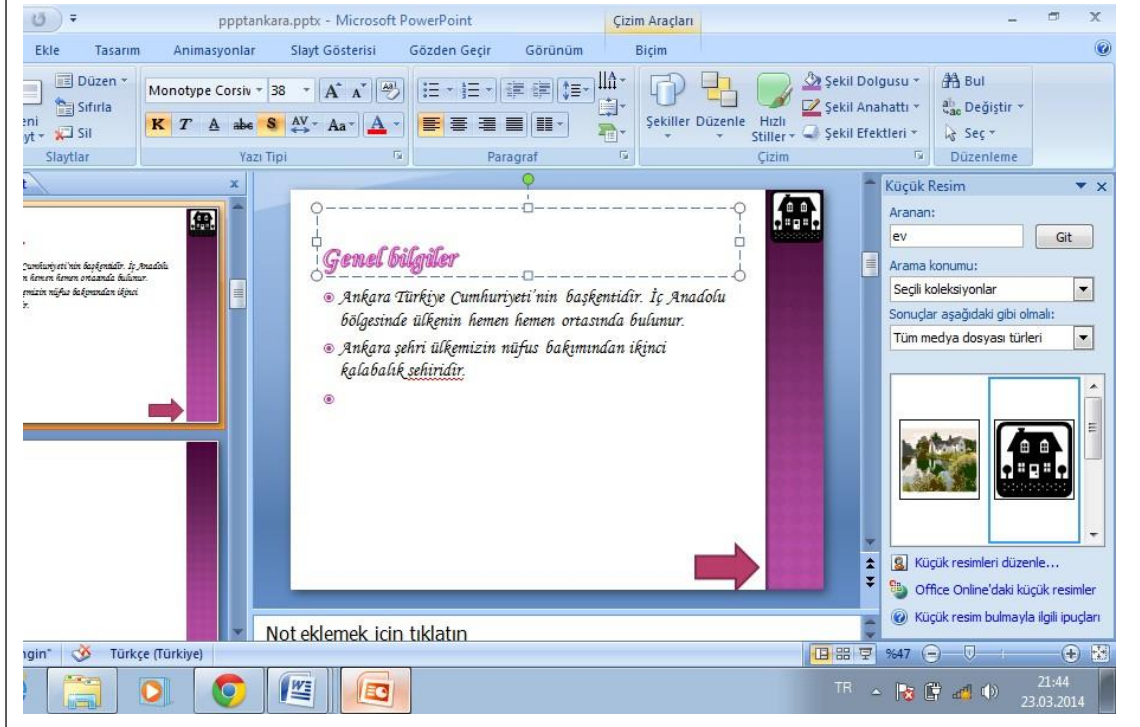 ppptankara.pptx - Microsoft PowerPoint
Çizim Araçları
Ekle Tasarım Animasyonlar Slayt Gösterisi Gözden Geçir Görünüm Biçim
Düzen
Sıfırla
Sil
Slaytlar
Monotype Corsiv 38
K T A abe S AV Aa A
Yazı Tipi
Paragraf
Şekiller Düzenle Hızlı Stiller
Şekil Dolgusu
Şekil Anahattı
Şekil Efektleri
Çizim
Bul
Değiştir
Seç
Düzenleme
Genel bilgiler
Ankara Türkiye Cumhuriyeti'nin başkentidir. İç Anadolu
bölgesinde ülkenin hemen hemen ortasında bulunur.
Ankara şehri ülkemizin nüfus bakımından ikinci
kalabalık şehiridir.
Not eklemek için tıklatın
Küçük Resim
Aranan:
ev Git
Arama konumu:
Seçili koleksiyonlar
Sonuçlar aşağıdaki gibi olmalı:
Tüm medya dosyası türleri
Küçük resimleri düzenle...
Office Online'daki küçük resimler
Küçük resim bulmayla ilgili ipuçları
Türkçe (Türkiye)
%47
TR
21:44
23.03.2014